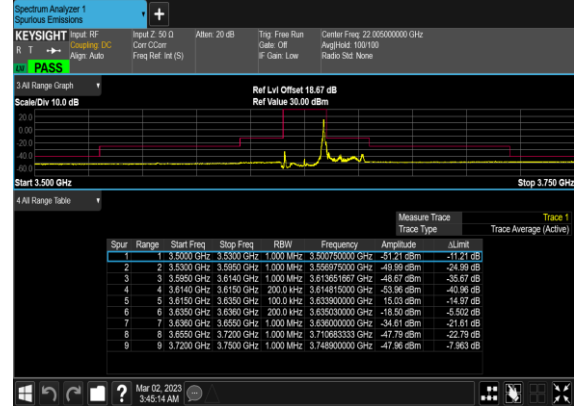 Spectrum Analyzer 1
Spurious Emissions
KEYSIGHT Input: RF Input Z: 50 Ω Atten: 20 dB Trig: Free Run Center Freq: 22.005000000 GHz
R T Coupling: DC Corr CCorr Gate: Off Avg|Hold: 100/100
Align: Auto Freq Ref: Int (S) IF Gain: Low Radio Std: None
LNI PASS
3 All Range Graph
Ref Lvl Offset 18.67 dB
Scale/Div 10.0 dB Ref Value 30.00 dBm
20.0
0.00
-20.0
-40.0
-60.0
Start 3.500 GHz Stop 3.750 GHz
4 All Range Table
Measure Trace Trace 1
Trace Type Trace Average (Active)
Spur Range Start Freq Stop Freq RBW Frequency Amplitude ΔLimit
1 1 3.5000 GHz 3.5300 GHz 1.000 MHz 3.500750000 GHz -51.21 dBm -11.21 dB
2 2 3.5300 GHz 3.5950 GHz 1.000 MHz 3.556975000 GHz -49.99 dBm -24.99 dB
3 3 3.5950 GHz 3.6140 GHz 1.000 MHz 3.613651667 GHz -48.67 dBm -35.67 dB
4 4 3.6140 GHz 3.6150 GHz 200.0 kHz 3.614815000 GHz -53.96 dBm -40.96 dB
5 5 3.6150 GHz 3.6350 GHz 100.0 kHz 3.633900000 GHz 15.03 dBm -14.97 dB
6 6 3.6350 GHz 3.6360 GHz 200.0 kHz 3.635000000 GHz -18.50 dBm -5.502 dB
7 7 3.6360 GHz 3.6550 GHz 1.000 MHz 3.636000000 GHz -34.61 dBm -21.61 dB
8 8 3.6550 GHz 3.7200 GHz 1.000 MHz 3.710683333 GHz -47.79 dBm -22.79 dB
9 9 3.7200 GHz 3.7500 GHz 1.000 MHz 3.748900000 GHz -47.96 dBm -7.963 dB
? Mar 02, 2023
3:45:14 AM